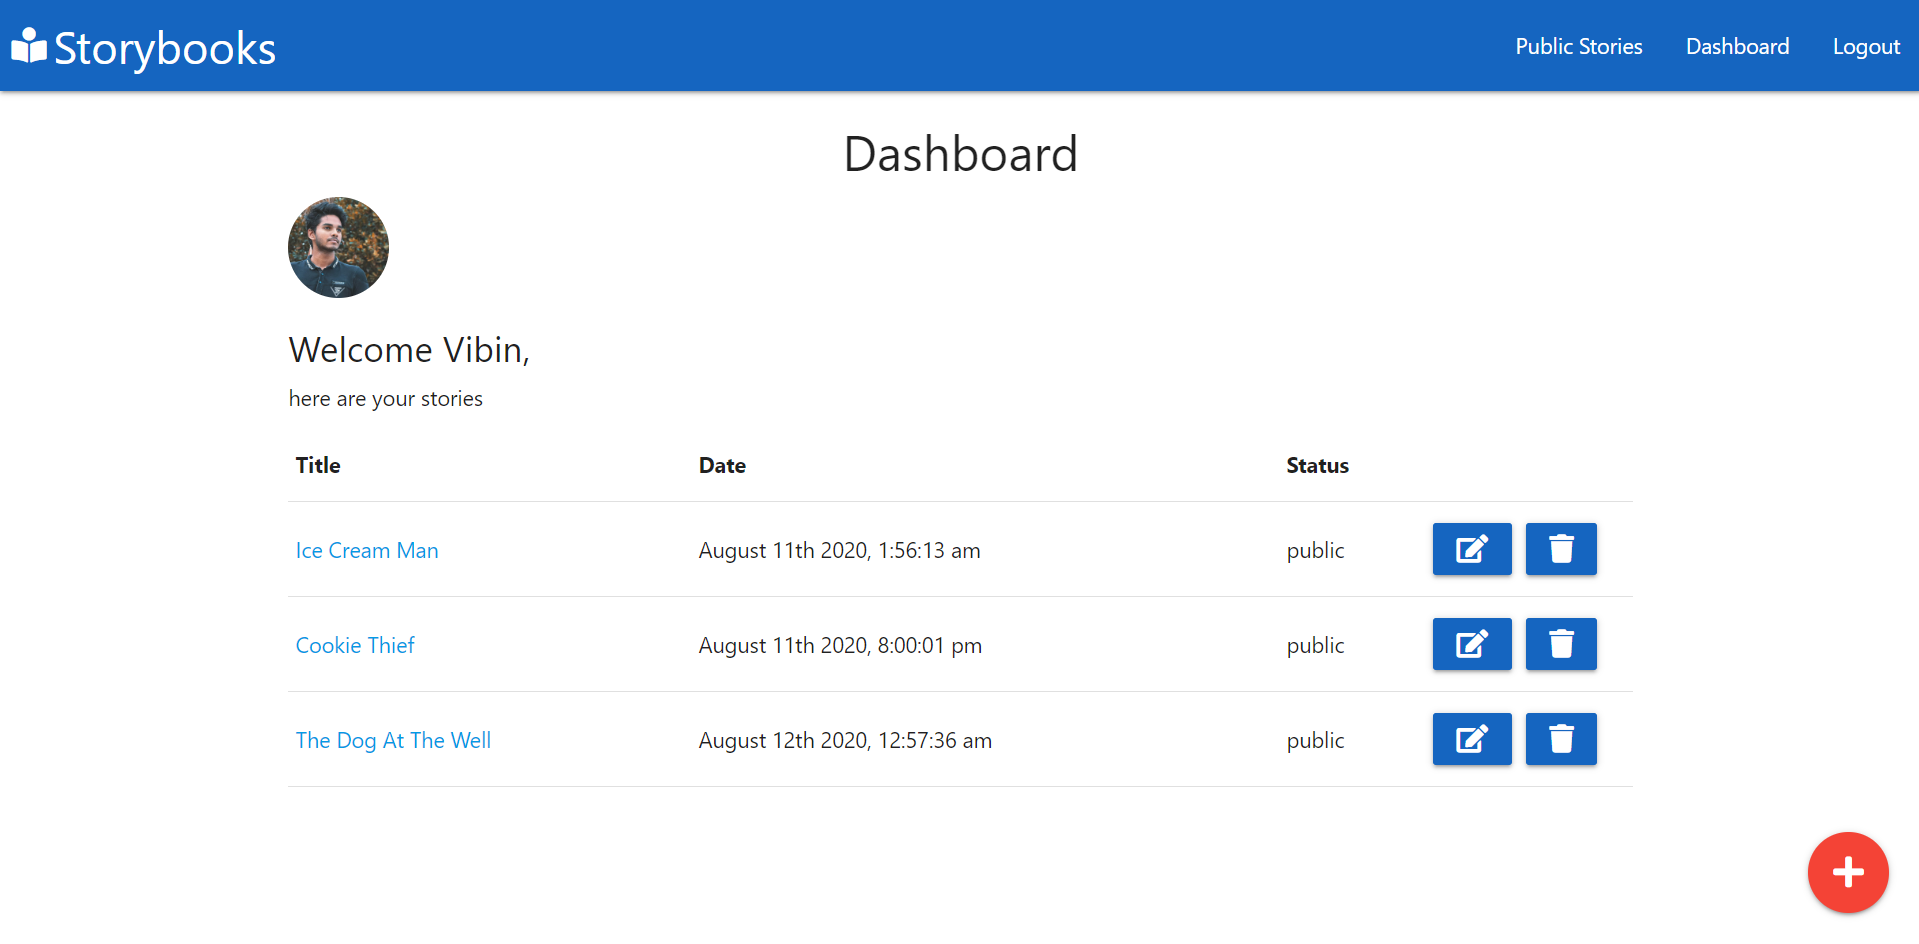 Storybooks Public Stories Dashboard Logout
Dashboard
Welcome Vibin,
here are your stories
Title Date Status
Ice Cream Man August 11th 2020, 1:56:13 am public
Cookie Thief August 11th 2020, 8:00:01 pm public
The Dog At The Well August 12th 2020, 12:57:36 am public